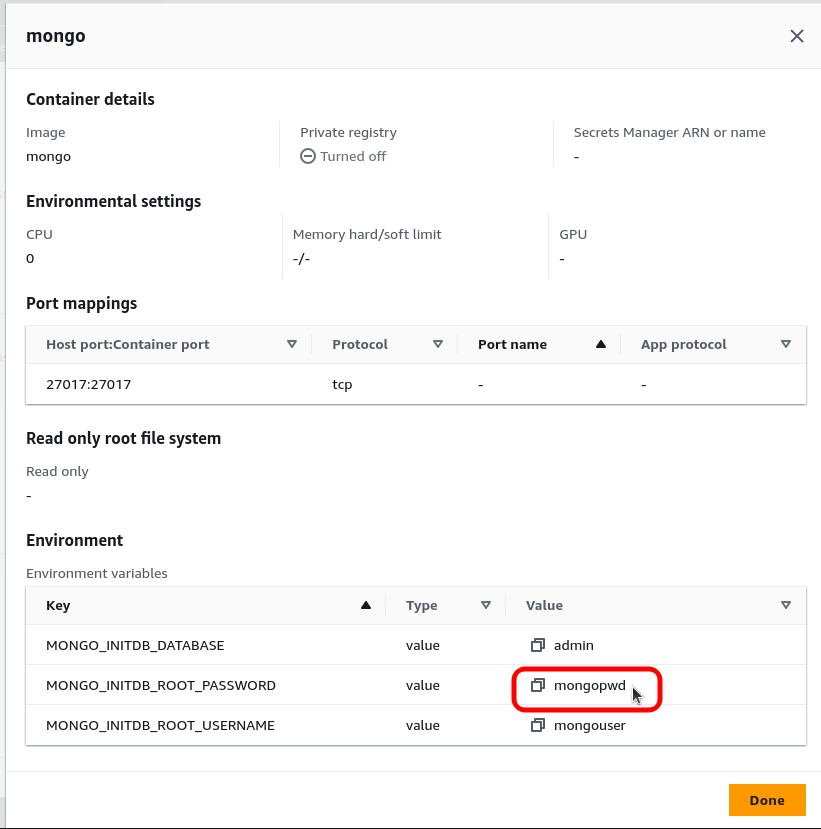 mongo
Container details
Image Private registry Secrets Manager ARN or name
mongo Turned off -
Environmental settings
CPU Memory hard/soft limit GPU
0 -/- -
Port mappings
Host port:Container port Protocol Port name App protocol
27017:27017 tcp - -
Read only root file system
Read only
-
Environment
Environment variables
Key Type Value
MONGO_INITDB_DATABASE value admin
MONGO_INITDB_ROOT_PASSWORD value mongopwd
MONGO_INITDB_ROOT_USERNAME value mongouser
Done